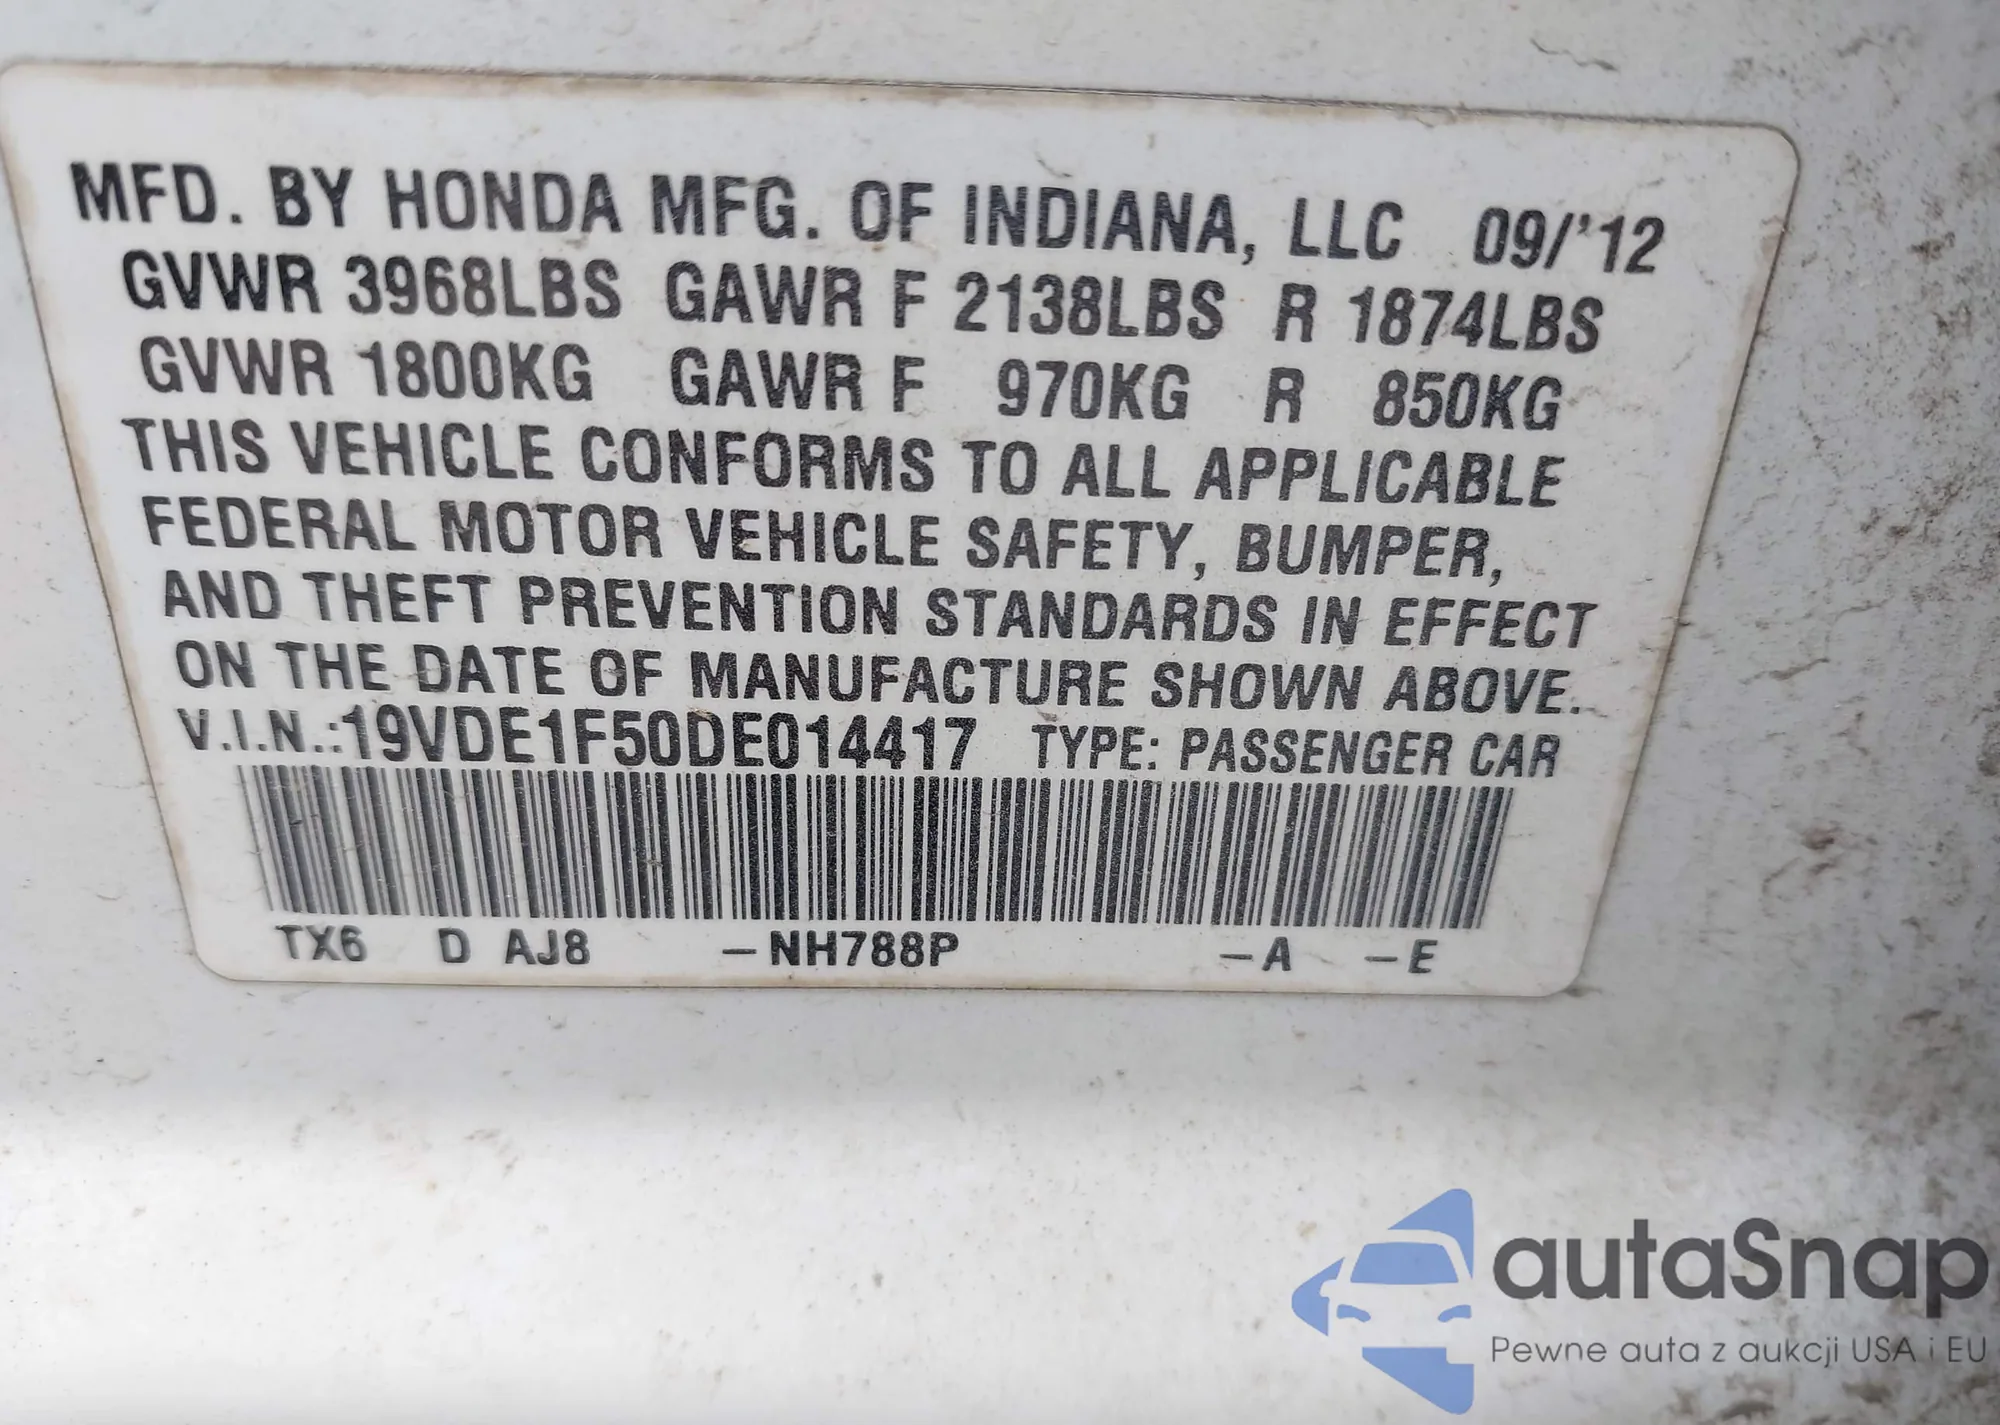 MFD. BY HONDA MFG. OF INDIANA, LLC 09/'12
GVWR 3968LBS GAWR F 2138LBS R 1874LBS
GVWR 1800KG GAWR F 970KG R 850KG
THIS VEHICLE CONFORMS TO ALL APPLICABLE
FEDERAL MOTOR VEHICLE SAFETY, BUMPER,
AND THEFT PREVENTION STANDARDS IN EFFECT
ON THE DATE OF MANUFACTURE SHOWN ABOVE.
V.I.N.:19VDE1F50DE014417 TYPE: PASSENGER CAR
TX6 D AJ8 –NH788P –A –E
autaSnap
Pewne auta z aukcji USA i EU